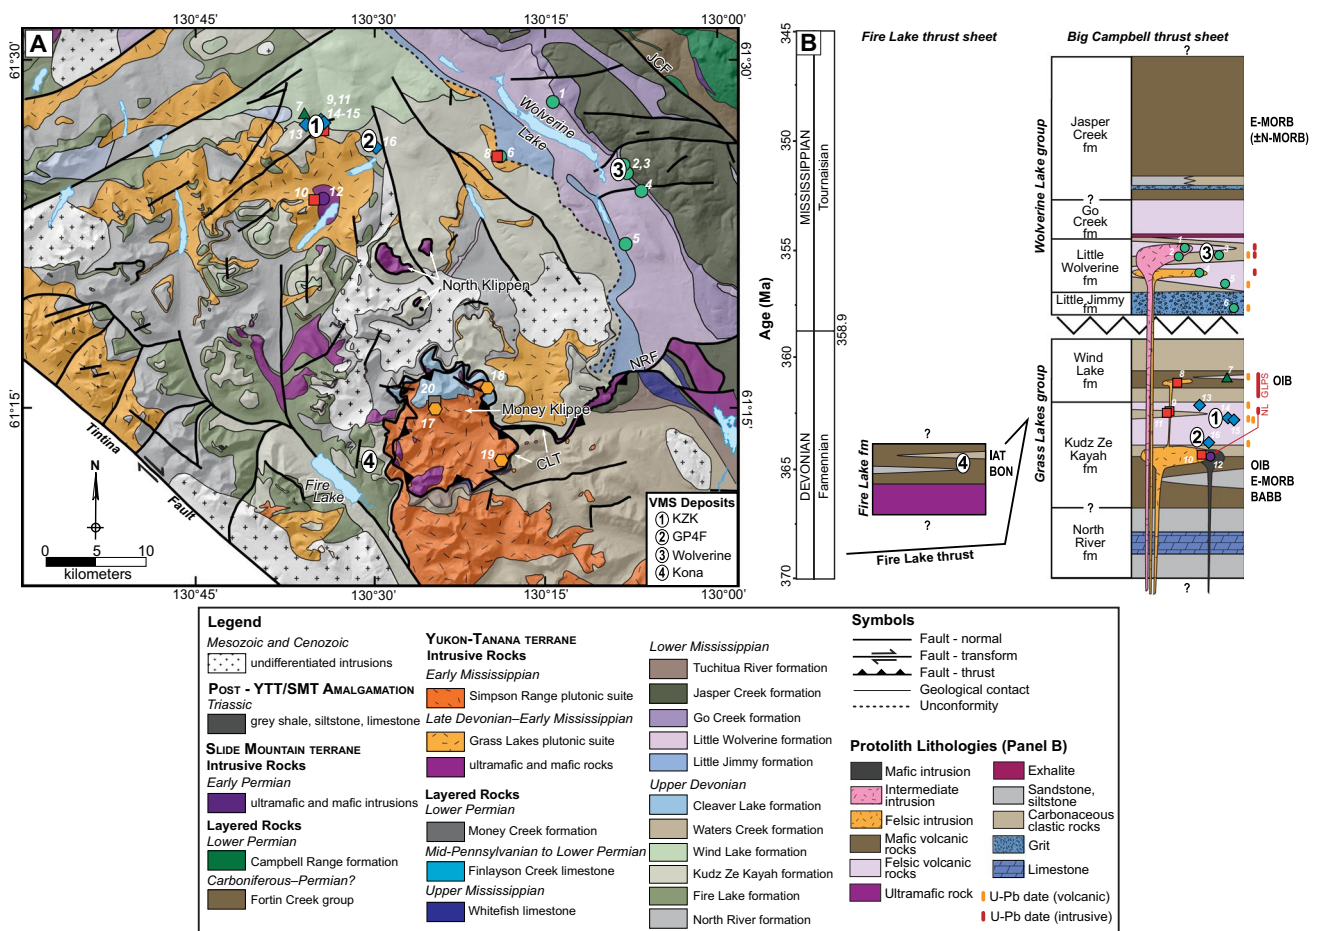 130°45'
130°30'
130°15'
130°00'
A
61°30'
61°30'
JCF
9,11
14-15
7
13
1
2
16
1
Wolverine
Lake
8
6
3
2,3
4
10
12
5
North Klippen
NRF
18
20
17
Money Klippe
61°15'
61°15'
19
CLT
4
Tintina
Fault
Fire
Lake
N
0
5
10
kilometers
VMS Deposits
1 KZK
2 GP4F
3 Wolverine
4 Kona
130°45'
130°30'
130°15'
130°00'
B
Age (Ma)
345
350
355
358.9
360
365
370
MISSISSIPPIAN
Tournaisian
DEVONIAN
Famennian
Fire Lake thrust sheet
Big Campbell thrust sheet
?
Wolverine Lake group
Jasper
Creek
fm
E-MORB
(±N-MORB)
?
Go
Creek
fm
Little
Wolverine
fm
1
2
3
4
5
Little Jimmy
fm
6
Grass Lakes group
Wind
Lake
fm
8
7
GLPS
OIB
NL
13
11
1
2
Kudz Ze
Kayah
fm
10
12
OIB
E-MORB
BABB
?
North
River
fm
?
Fire Lake fm
?
4
IAT
BON
?
Fire Lake thrust
Legend
Mesozoic and Cenozoic
undifferentiated intrusions
Post - YTT/SMT Amalgamation
Triassic
grey shale, siltstone, limestone
Slide Mountain terrane
Intrusive Rocks
Early Permian
ultramafic and mafic intrusions
Layered Rocks
Lower Permian
Campbell Range formation
Carboniferous–Permian?
Fortin Creek group
Yukon-Tanana terrane
Intrusive Rocks
Early Mississippian
Simpson Range plutonic suite
Late Devonian–Early Mississippian
Grass Lakes plutonic suite
ultramafic and mafic rocks
Layered Rocks
Lower Permian
Money Creek formation
Mid-Pennsylvanian to Lower Permian
Finlayson Creek limestone
Upper Mississippian
Whitefish limestone
Lower Mississippian
Tuchitua River formation
Jasper Creek formation
Go Creek formation
Little Wolverine formation
Little Jimmy formation
Upper Devonian
Cleaver Lake formation
Waters Creek formation
Wind Lake formation
Kudz Ze Kayah formation
Fire Lake formation
North River formation
Symbols
Fault - normal
Fault - transform
Fault - thrust
Geological contact
Unconformity
Protolith Lithologies (Panel B)
Mafic intrusion
Intermediate
intrusion
Felsic intrusion
Mafic volcanic
rocks
Felsic volcanic
rocks
Ultramafic rock
Exhalite
Sandstone,
siltstone
Carbonaceous
clastic rocks
Grit
Limestone
U-Pb date (volcanic)
U-Pb date (intrusive)